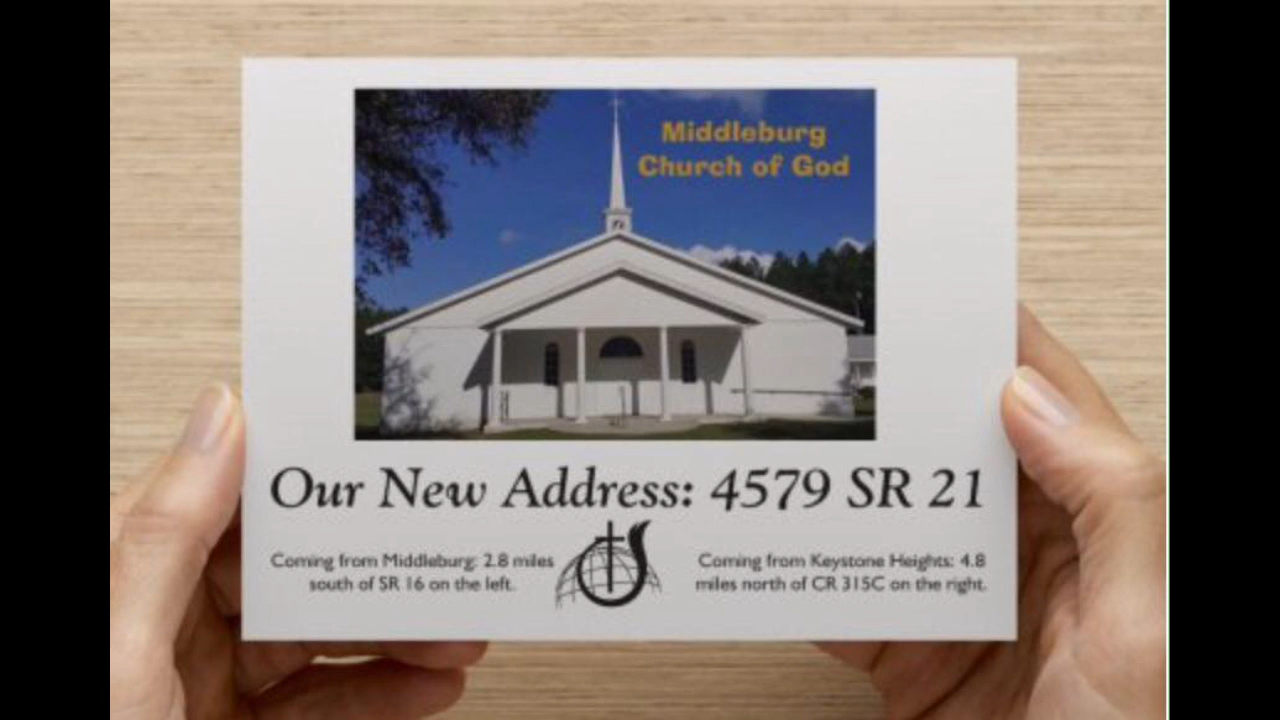 Middleburg
Church of God
Our New Address: 4579 SR 21
Coming from Middleburg: 2.8 miles
south of SR 16 on the left.
Coming from Keystone Heights: 4.8
miles north of CR 315C on the right.